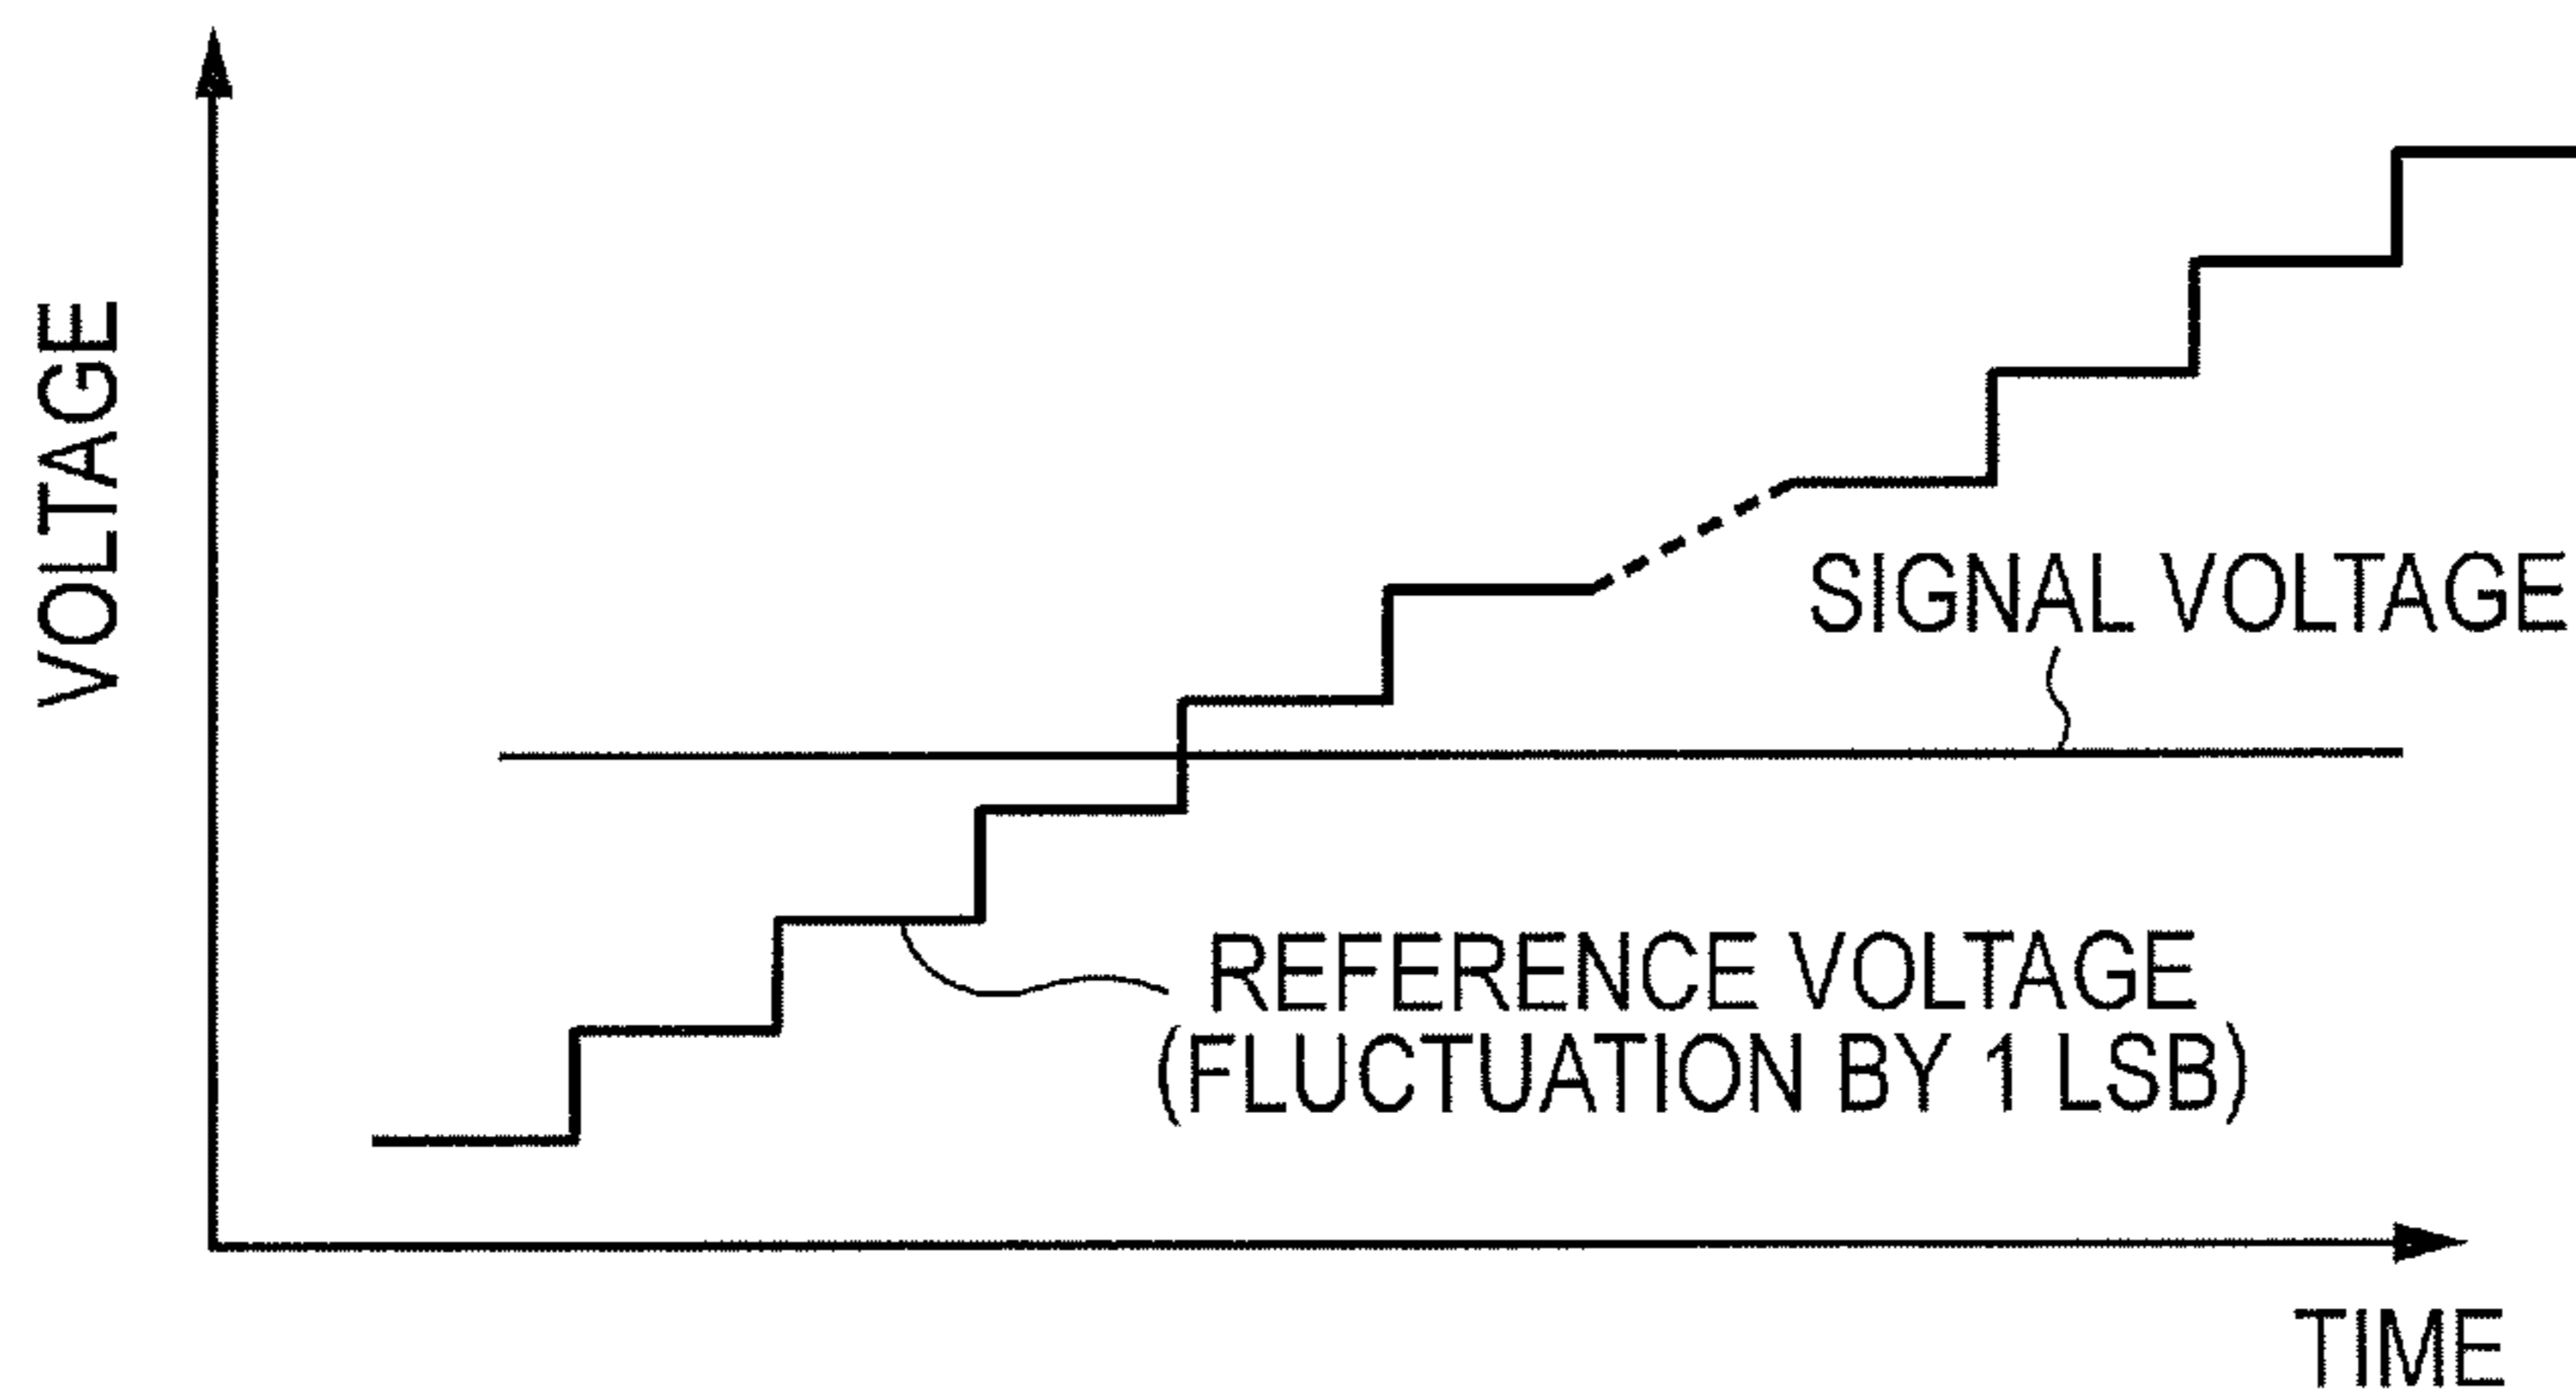 VOLTAGE
SIGNAL VOLTAGE
REFERENCE VOLTAGE
(FLUCTUATION BY 1 LSB)
TIME